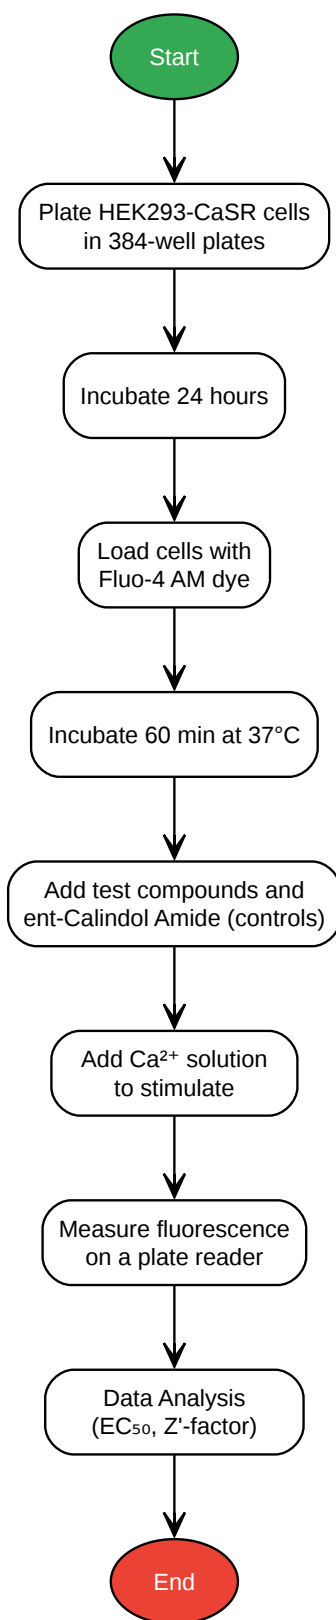 Start
Plate HEK293-CaSR cells
in 384-well plates
Incubate 24 hours
Load cells with
Fluo-4 AM dye
Incubate 60 min at 37°C
Add test compounds and
ent-Calindol Amide (controls)
Add Ca²⁺ solution
to stimulate
Measure fluorescence
on a plate reader
Data Analysis
(EC₅₀, Z'-factor)
End